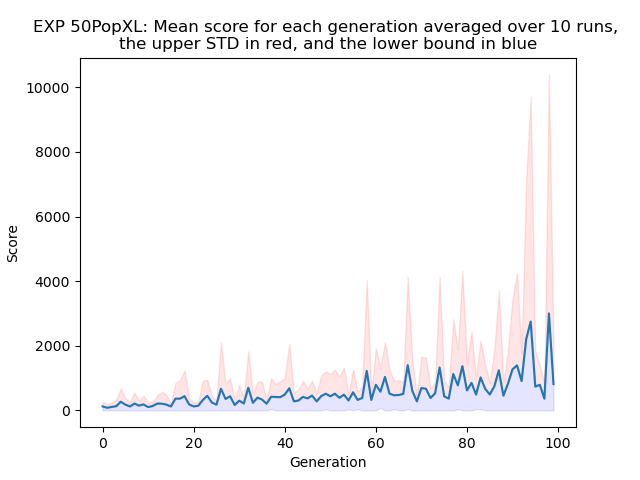 EXP 50PopXL: Mean score for each generation averaged over 10 runs,
the upper STD in red, and the lower bound in blue
10000
8000
6000
4000
2000
0
Score
0 20 40 60 80 100
Generation